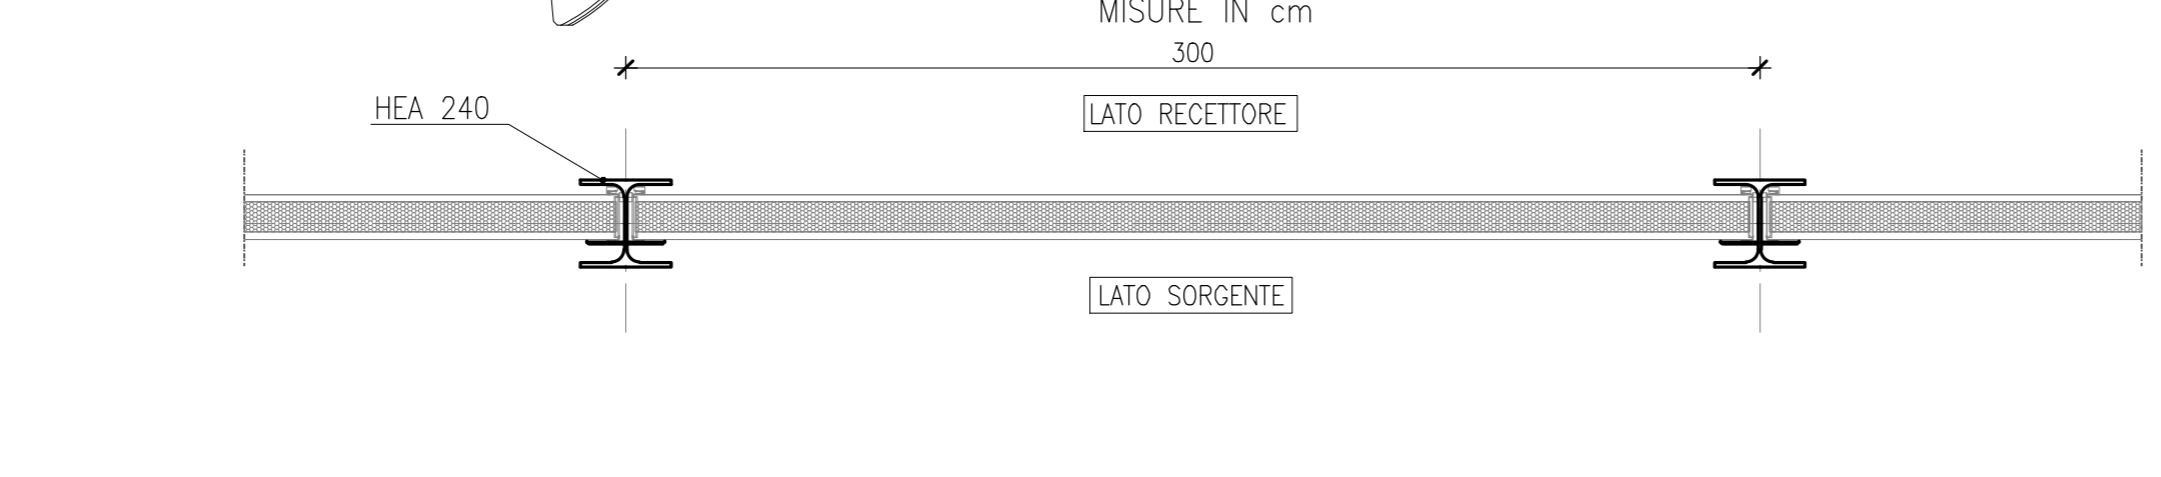 MISURE IN cm
300
HEA 240
LATO RECETTORE
LATO SORGENTE